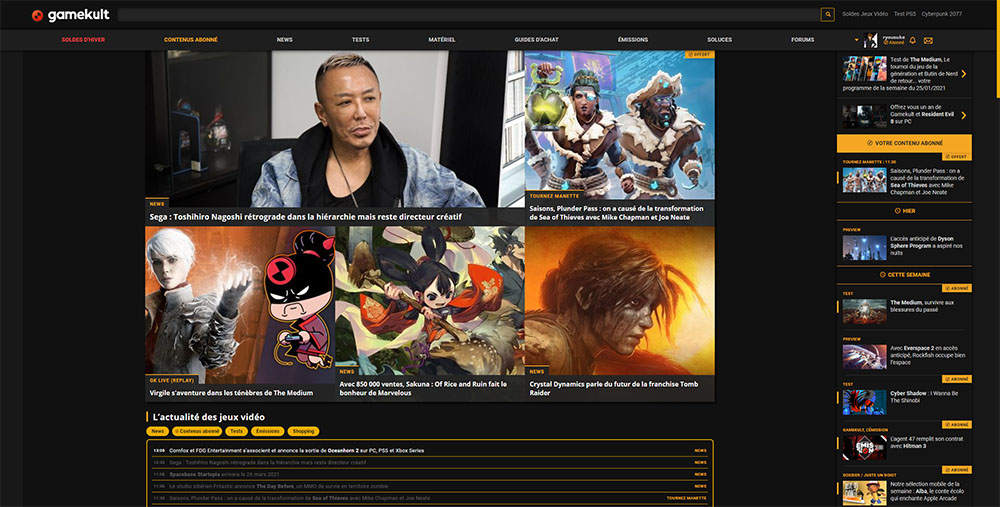 gamekult
Soldes Jeux Vidéo Test PS5 Cyberpunk 2077
SOLDES D'HIVER CONTENUS ABONNÉ NEWS TESTS MATÉRIEL GUIDES D'ACHAT ÉMISSIONS SOLUCES FORUMS
Abonné
NEWS
Sega : Toshihiro Nagoshi rétrograde dans la hiérarchie mais reste directeur créatif
OFFERT
TOURNEZ MANETTE
Saisons, Plunder Pass : on a causé de la transformation
de Sea of Thieves avec Mike Chapman et Joe Neate
GK LIVE (REPLAY)
Virgile s'aventure dans les ténèbres de The Medium
NEWS
Avec 850 000 ventes, Sakuna : Of Rice and Ruin fait le
bonheur de Marvelous
NEWS
Crystal Dynamics parle du futur de la franchise Tomb
Raider
L'actualité des jeux vidéo
News Contenus abonné Tests Émissions Shopping
13:08 Cornfox et FDG Entertainment s'associent et annonce la sortie de Oceanhorn 2 sur PC, PS5 et Xbox Series NEWS
Sega : Toshihiro Nagoshi rétrograde dans la hiérarchie mais reste directeur créatif NEWS
Spacebase Startopia arrivera le 26 mars 2021 NEWS
Le studio sibérien Fntastic annonce The Day Before, un MMO de survie en territoire zombie NEWS
11:30 Saisons, Plunder Pass : on a causé de la transformation de Sea of Thieves avec Mike Chapman et Joe Neate TOURNEZ MANETTE
Test de The Medium, Le
tournoi du jeu de la
génération et Butin de Nerd
de retour... votre
programme de la semaine du 25/01/2021
Offrez vous un an de
Gamekult et Resident Evil
8 sur PC
VOTRE CONTENU ABONNÉ
OFFERT
TOURNEZ MANETTE | 11:30
Saisons, Plunder Pass : on a
causé de la transformation de
Sea of Thieves avec Mike
Chapman et Joe Neate
HIER
PREVIEW
L'accès anticipé de Dyson
Sphere Program a aspiré nos
nuits
CETTE SEMAINE
ABONNÉ
TEST
The Medium, survivre aux
blessures du passé
ABONNÉ
PREVIEW
Avec Everspace 2 en accès
anticipé, Rockfish occupe bien
l'espace
ABONNÉ
TEST
Cyber Shadow : I Wanna Be
The Shinobi
ABONNÉ
GAMEKULT, L'ÉMISSION
L'agent 47 remplit son contrat
avec Hitman 3
ABONNÉ
DOSSIER | JUSTE UN DOIGT
Notre sélection mobile de la
semaine : Alba, le conte écolo
qui enchante Apple Arcade